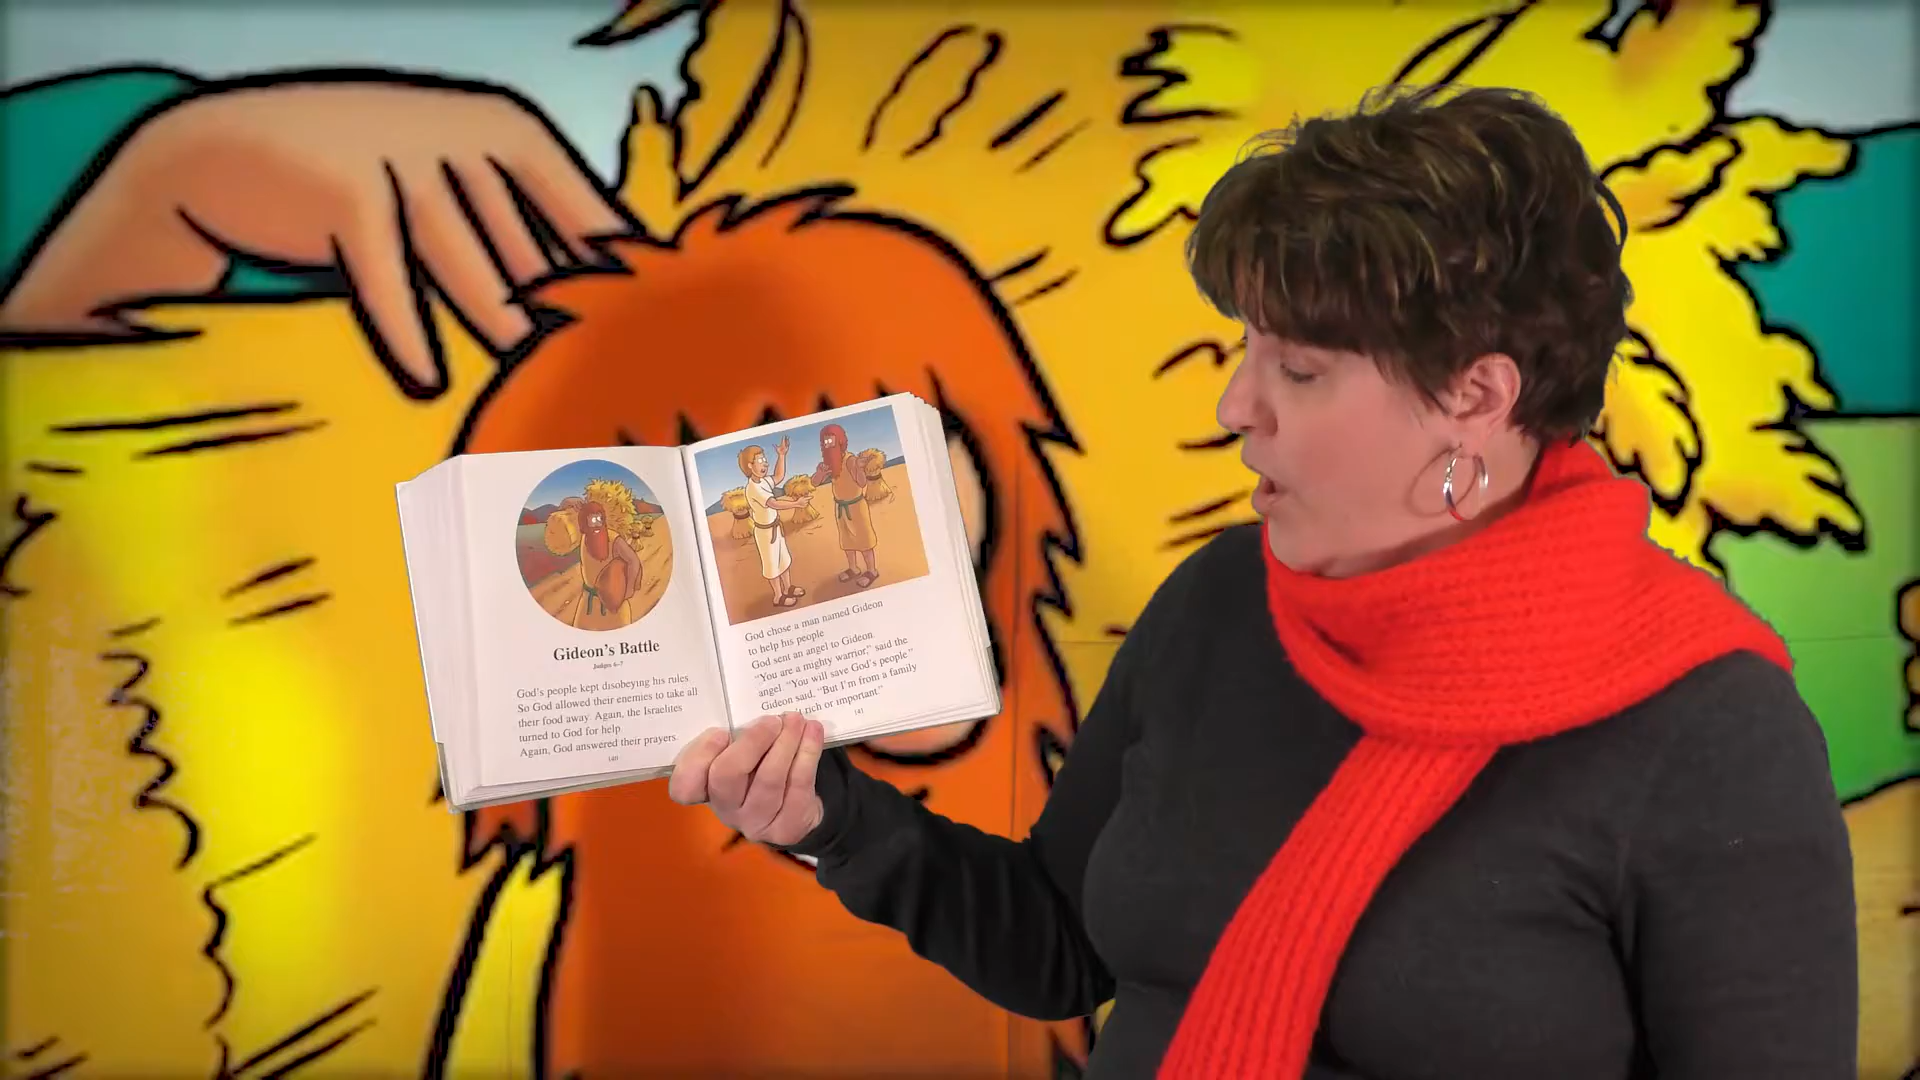 Gideon's Battle
Judges 6-7
God's people kept disobeying his rules.
So God allowed their enemies to take all
their food away. Again, the Israelites
turned to God for help.
Again, God answered their prayers.
140
God chose a man named Gideon
to help his people.
God sent an angel to Gideon.
"You are a mighty warrior," said the
angel. "You will save God's people."
Gideon said, "But I'm from a family
rich or important."
141